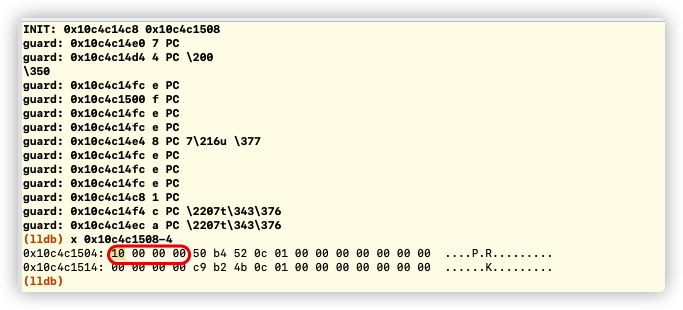 INIT: 0x10c4c14c8 0x10c4c1508
guard: 0x10c4c14e0 7 PC
guard: 0x10c4c14d4 4 PC \200
\350
guard: 0x10c4c14fc e PC
guard: 0x10c4c1500 f PC
guard: 0x10c4c14fc e PC
guard: 0x10c4c14fc e PC
guard: 0x10c4c14e4 8 PC 7\216u \377
guard: 0x10c4c14fc e PC
guard: 0x10c4c14fc e PC
guard: 0x10c4c14fc e PC
guard: 0x10c4c14c8 1 PC
guard: 0x10c4c14f4 c PC \2207t\343\376
guard: 0x10c4c14ec a PC \2207t\343\376
(lldb) x 0x10c4c1508-4
0x10c4c1504: 10 00 00 00 50 b4 52 0c 01 00 00 00 00 00 00 00  ....P.R.........
0x10c4c1514: 00 00 00 00 c9 b2 4b 0c 01 00 00 00 00 00 00 00  ......K.........
(lldb)